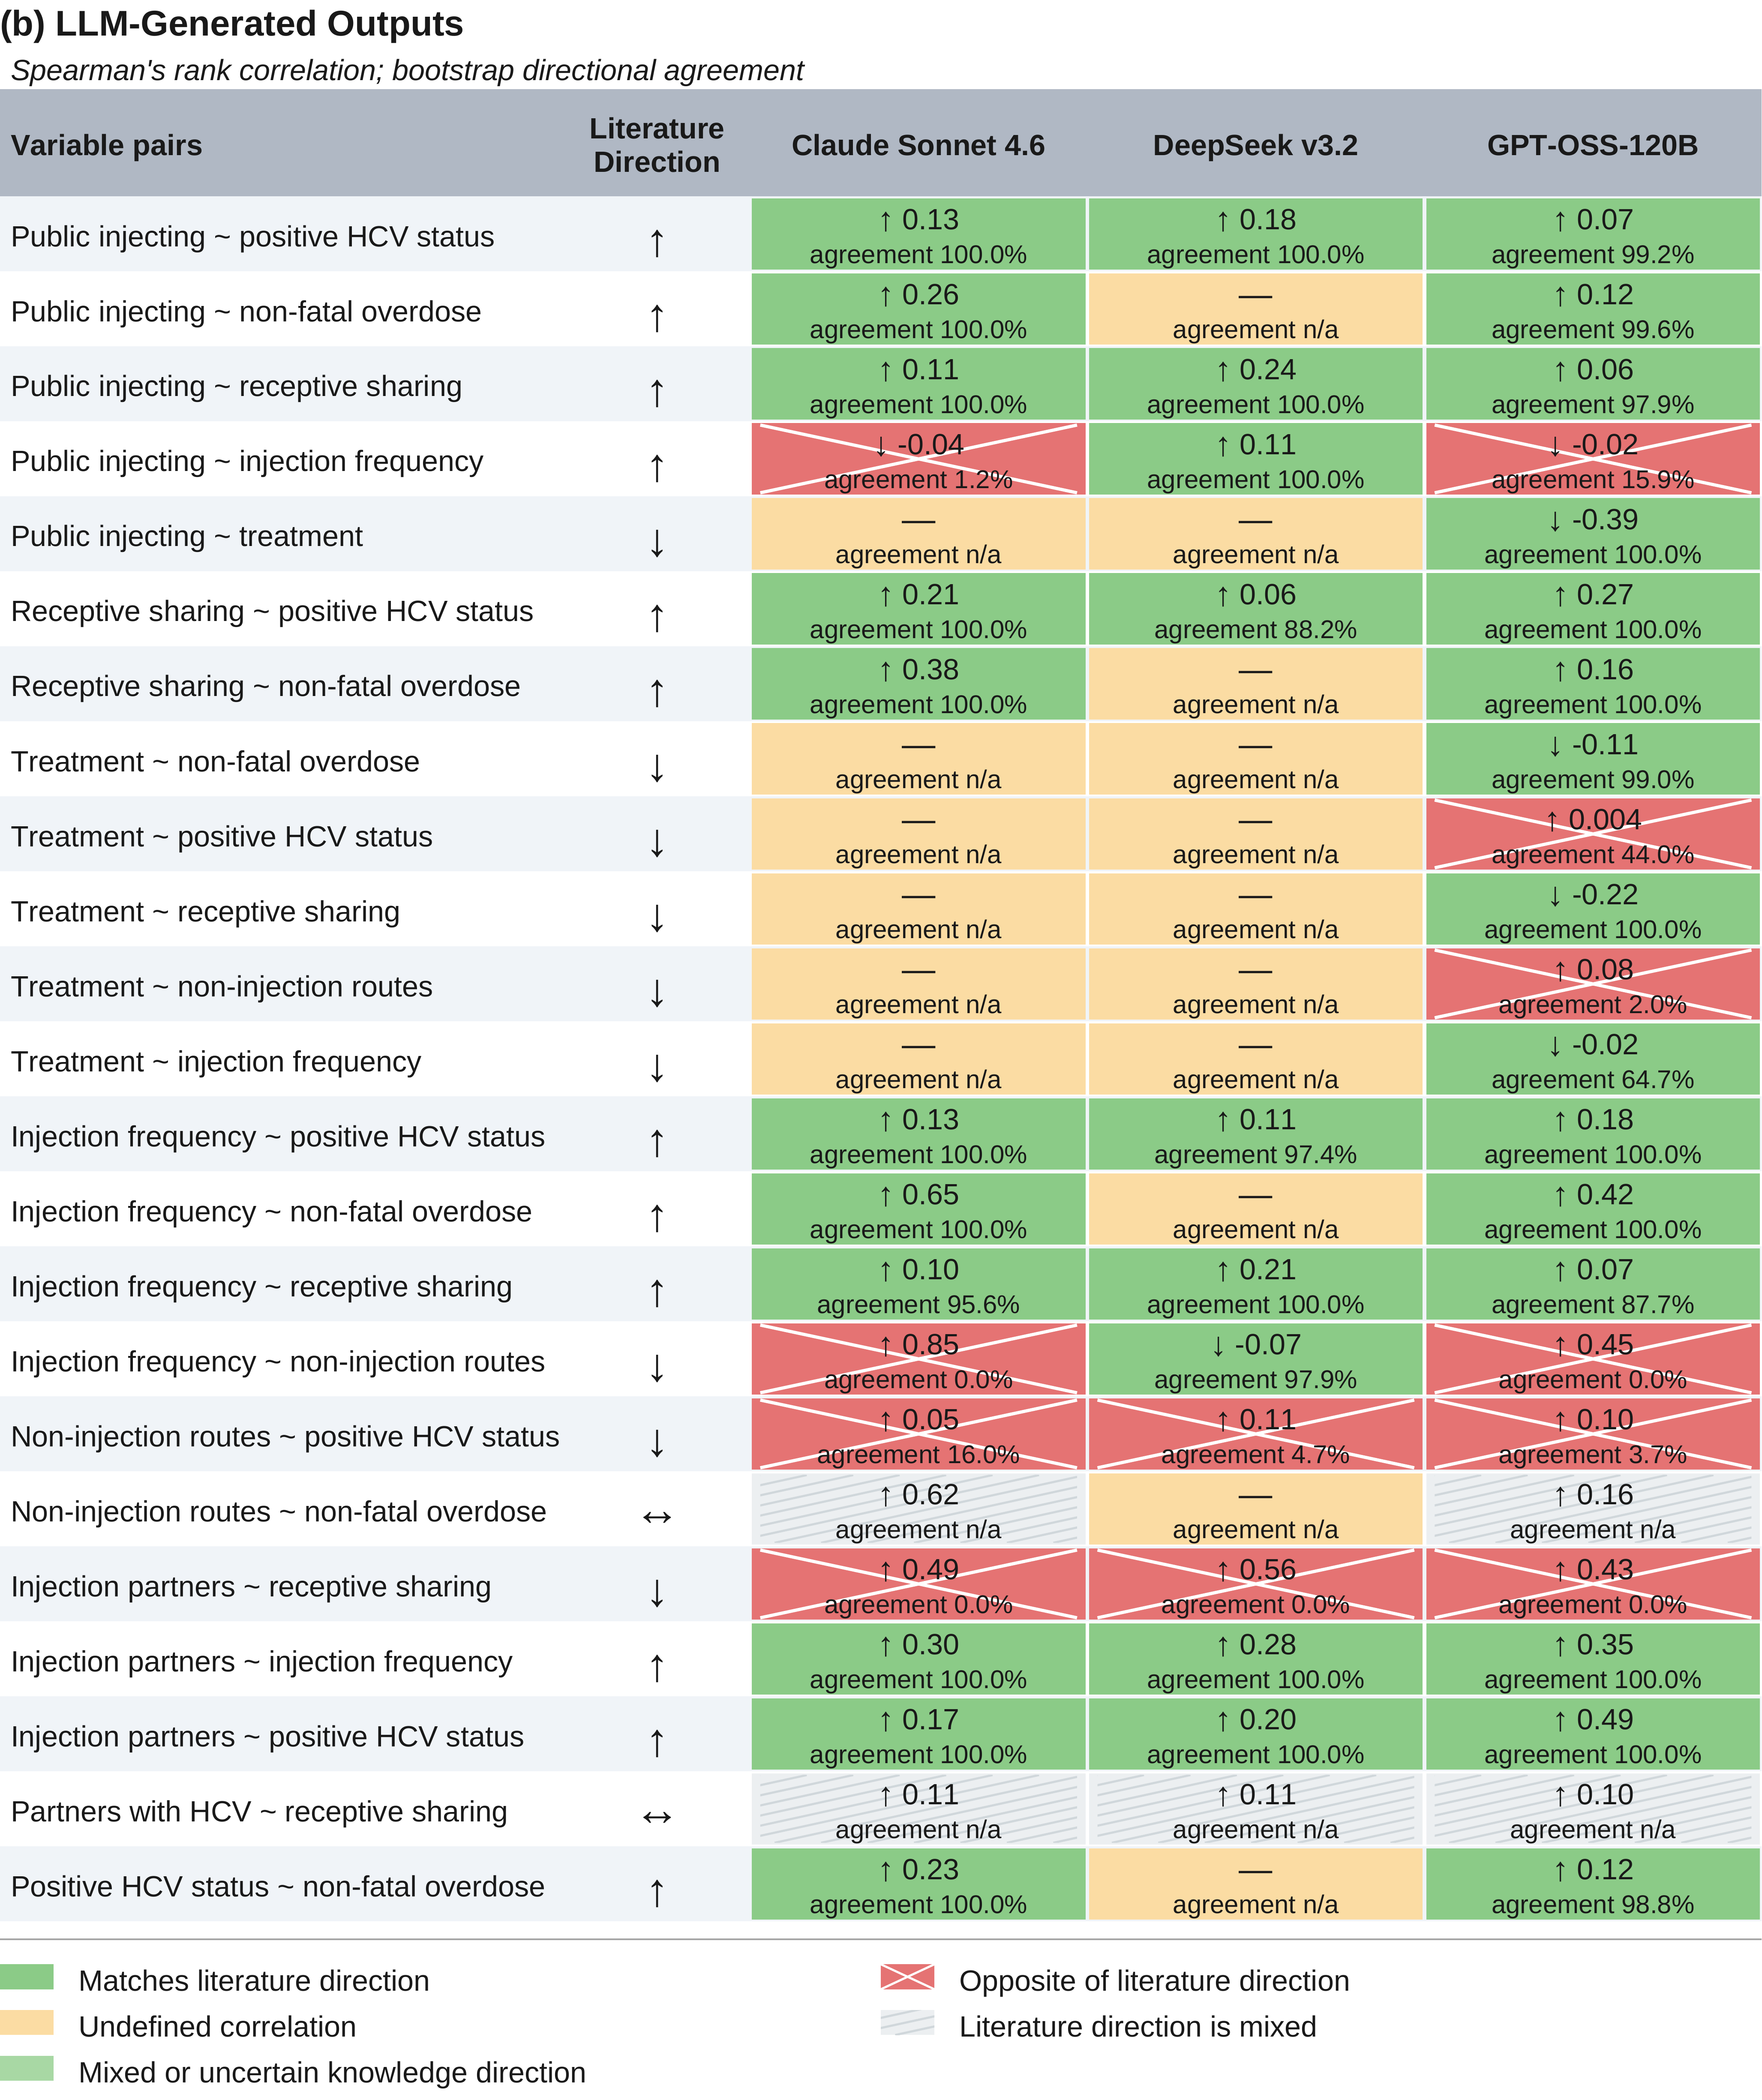 (b) LLM-Generated Outputs
Spearman's rank correlation; bootstrap directional agreement
Variable pairs Literature Direction Claude Sonnet 4.6 DeepSeek v3.2 GPT-OSS-120B
Public injecting ~ positive HCV status ↑ ↑ 0.13 ↑ 0.18 ↑ 0.07
agreement 100.0% agreement 100.0% agreement 99.2%
Public injecting ~ non-fatal overdose ↑ ↑ 0.26 — ↑ 0.12
agreement 100.0% agreement n/a agreement 99.6%
Public injecting ~ receptive sharing ↑ ↑ 0.11 ↑ 0.24 ↑ 0.06
agreement 100.0% agreement 100.0% agreement 97.9%
Public injecting ~ injection frequency ↑ ↓ -0.04 ↑ 0.11 ↓ -0.02
agreement 1.2% agreement 100.0% agreement 15.9%
Public injecting ~ treatment ↓ — — ↓ -0.39
agreement n/a agreement n/a agreement 100.0%
Receptive sharing ~ positive HCV status ↑ ↑ 0.21 ↑ 0.06 ↑ 0.27
agreement 100.0% agreement 88.2% agreement 100.0%
Receptive sharing ~ non-fatal overdose ↑ ↑ 0.38 — ↑ 0.16
agreement 100.0% agreement n/a agreement 100.0%
Treatment ~ non-fatal overdose ↓ — — ↓ -0.11
agreement n/a agreement n/a agreement 99.0%
Treatment ~ positive HCV status ↓ — — ↑ 0.004
agreement n/a agreement n/a agreement 44.0%
Treatment ~ receptive sharing ↓ — — ↓ -0.22
agreement n/a agreement n/a agreement 100.0%
Treatment ~ non-injection routes ↓ — — ↑ 0.08
agreement n/a agreement n/a agreement 2.0%
Treatment ~ injection frequency ↓ — — ↓ -0.02
agreement n/a agreement n/a agreement 64.7%
Injection frequency ~ positive HCV status ↑ ↑ 0.13 ↑ 0.11 ↑ 0.18
agreement 100.0% agreement 97.4% agreement 100.0%
Injection frequency ~ non-fatal overdose ↑ ↑ 0.65 — ↑ 0.42
agreement 100.0% agreement n/a agreement 100.0%
Injection frequency ~ receptive sharing ↑ ↑ 0.10 ↑ 0.21 ↑ 0.07
agreement 95.6% agreement 100.0% agreement 87.7%
Injection frequency ~ non-injection routes ↓ ↑ 0.85 ↓ -0.07 ↑ 0.45
agreement 0.0% agreement 97.9% agreement 0.0%
Non-injection routes ~ positive HCV status ↓ ↑ 0.05 ↑ 0.11 ↑ 0.10
agreement 16.0% agreement 4.7% agreement 3.7%
Non-injection routes ~ non-fatal overdose ↔ ↑ 0.62 — ↑ 0.16
agreement n/a agreement n/a agreement n/a
Injection partners ~ receptive sharing ↓ ↑ 0.49 ↑ 0.56 ↑ 0.43
agreement 0.0% agreement 0.0% agreement 0.0%
Injection partners ~ injection frequency ↑ ↑ 0.30 ↑ 0.28 ↑ 0.35
agreement 100.0% agreement 100.0% agreement 100.0%
Injection partners ~ positive HCV status ↑ ↑ 0.17 ↑ 0.20 ↑ 0.49
agreement 100.0% agreement 100.0% agreement 100.0%
Partners with HCV ~ receptive sharing ↔ ↑ 0.11 ↑ 0.11 ↑ 0.10
agreement n/a agreement n/a agreement n/a
Positive HCV status ~ non-fatal overdose ↑ ↑ 0.23 — ↑ 0.12
agreement 100.0% agreement n/a agreement 98.8%
Matches literature direction Opposite of literature direction
Undefined correlation Literature direction is mixed
Mixed or uncertain knowledge direction